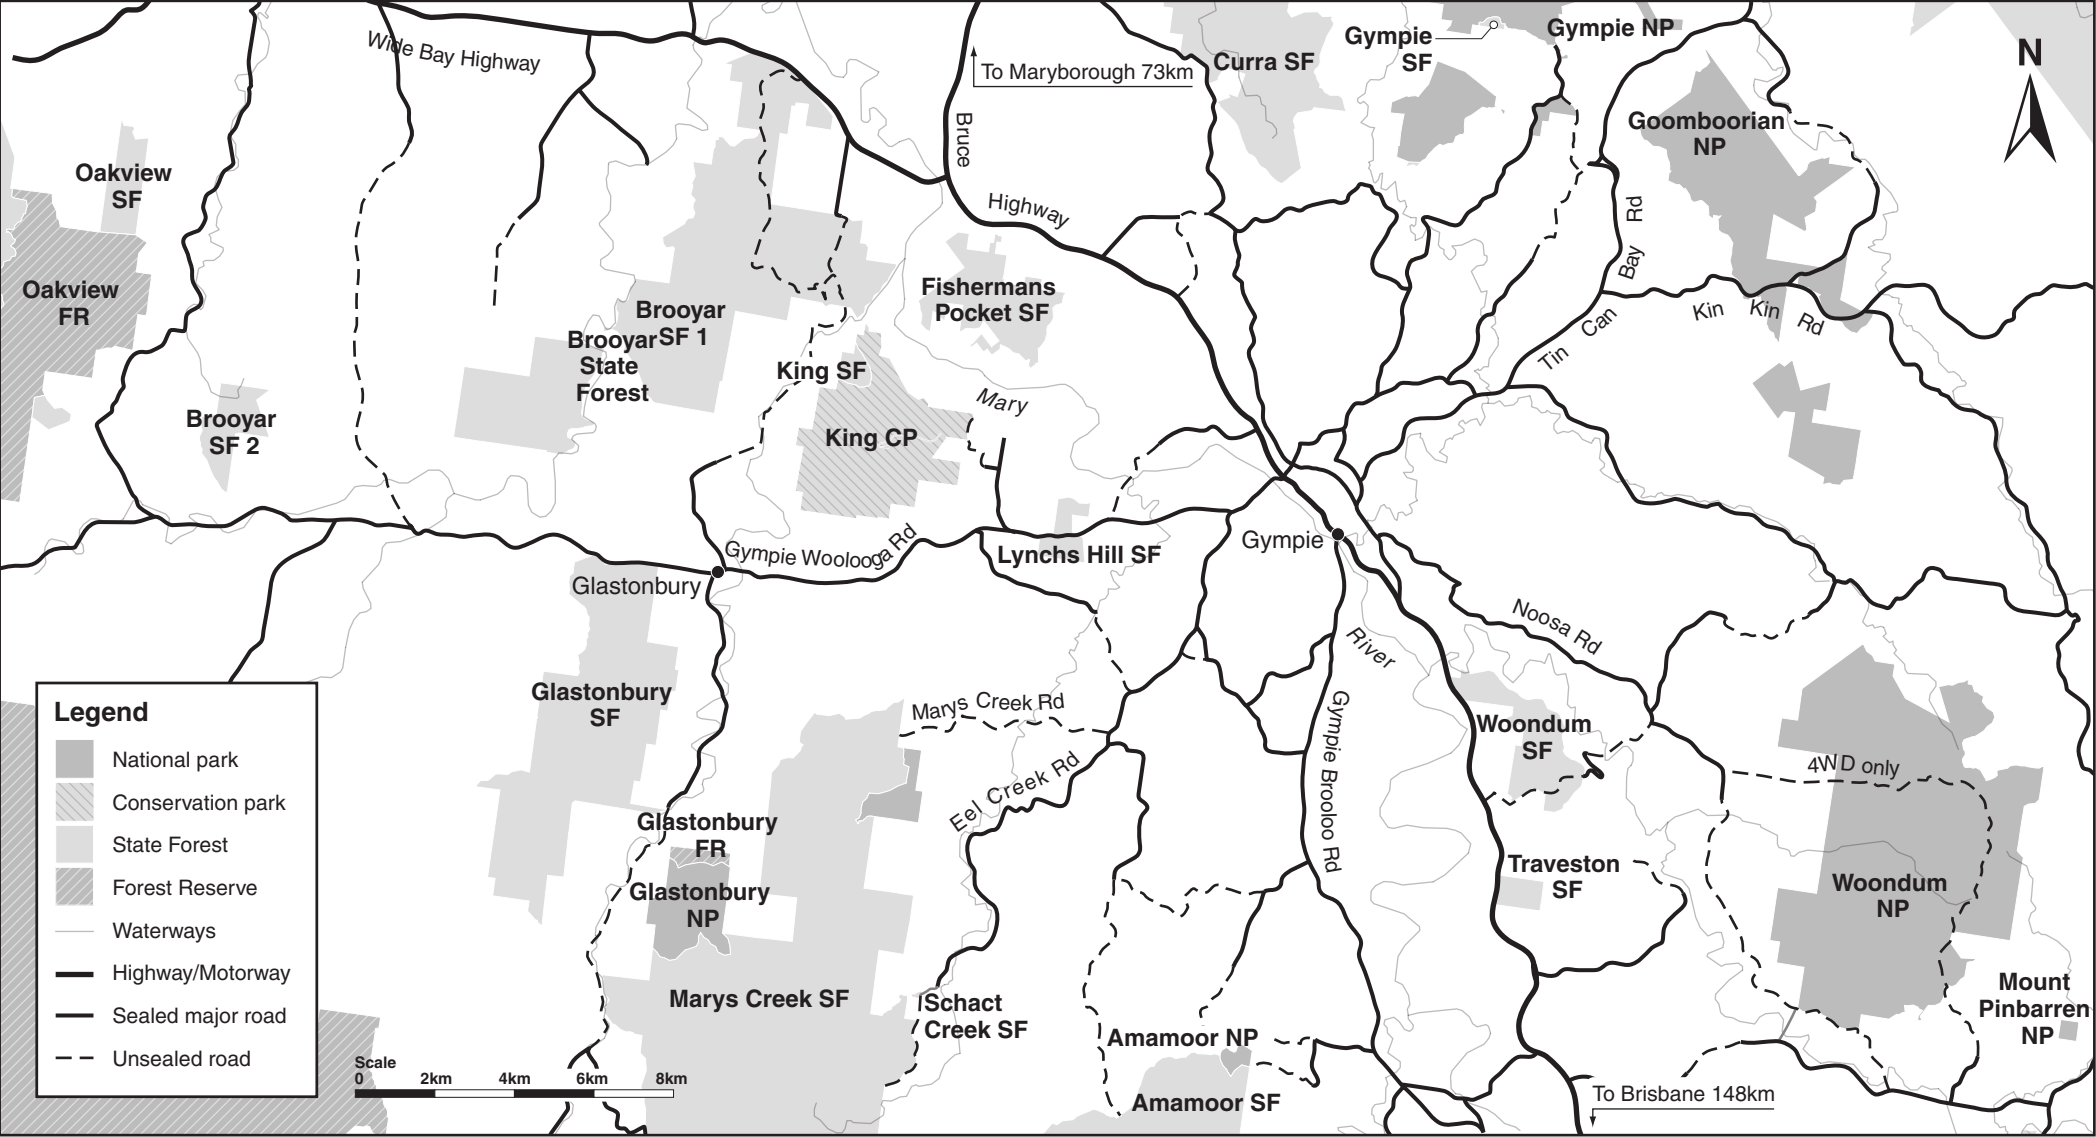 Wide Bay Highway
To Maryborough 73km
Curra SF
Gympie
SF
Gympie NP
Goomboorian
NP
N
Bruce
Highway
Oakview
SF
Oakview
FR
Brooyar
SF 2
Brooyar
SF 1
Brooyar
State
Forest
Fishermans
Pocket SF
King SF
King CP
Mary
Tin Can Bay Rd
Kin Kin Rd
Gympie Woolooga Rd
Lynchs Hill SF
Gympie
Glastonbury
River
Noosa Rd
Glastonbury
SF
Marys Creek Rd
Eel Creek Rd
Gympie Brooloo Rd
Woondum
SF
4WD only
Glastonbury
FR
Glastonbury
NP
Traveston
SF
Woondum
NP
Marys Creek SF
Schact
Creek SF
Amamoor NP
Amamoor SF
Mount
Pinbarren
NP
To Brisbane 148km
Legend
National park
Conservation park
State Forest
Forest Reserve
Waterways
Highway/Motorway
Sealed major road
Unsealed road
Scale
0 2km 4km 6km 8km